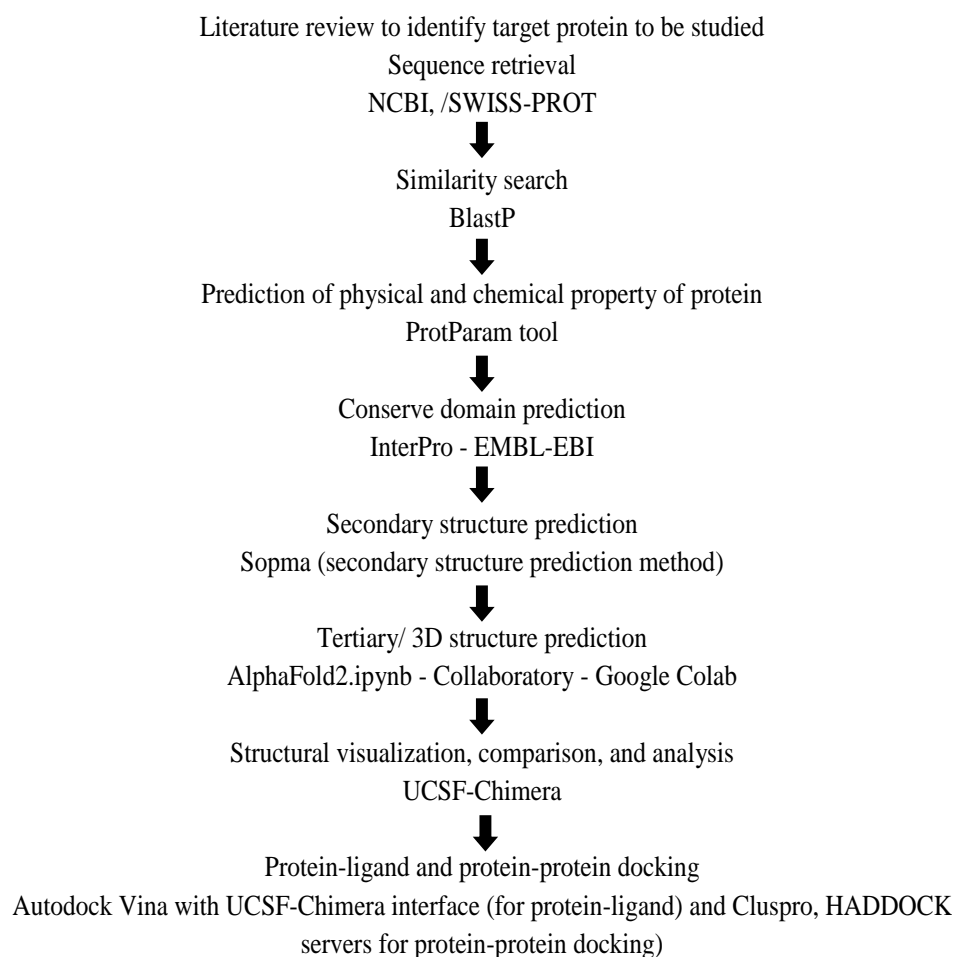 Literature review to identify target protein to be studied
Sequence retrieval
NCBI, /SWISS-PROT
Similarity search
BlastP
Prediction of physical and chemical property of protein
ProtParam tool
Conserve domain prediction
InterPro - EMBL-EBI
Secondary structure prediction
Sopma (secondary structure prediction method)
Tertiary/ 3D structure prediction
AlphaFold2.ipynb - Collaboratory - Google Colab
Structural visualization, comparison, and analysis
UCSF-Chimera
Protein-ligand and protein-protein docking
Autodock Vina with UCSF-Chimera interface (for protein-ligand) and Cluspro, HADDOCK
servers for protein-protein docking)